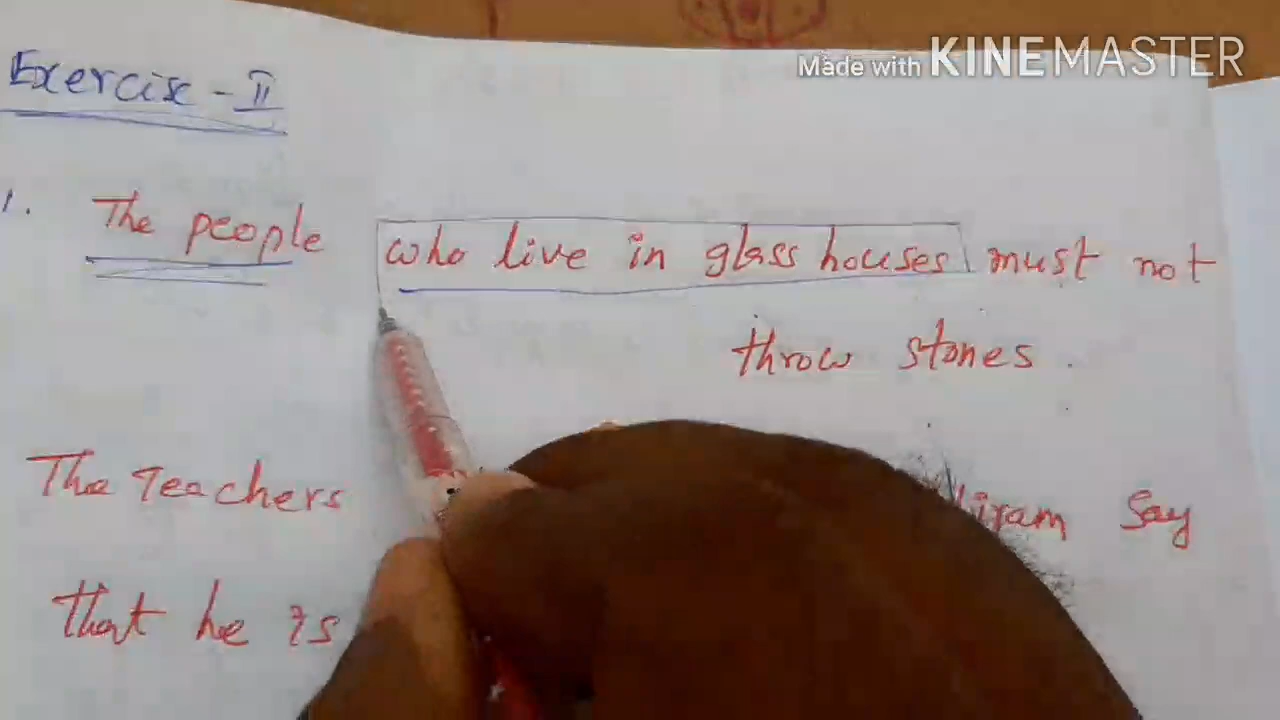 Made with KINEMASTER
Exercise - II
1. The people who live in glass houses must not
throw stones.
The Teachers Say
that he is